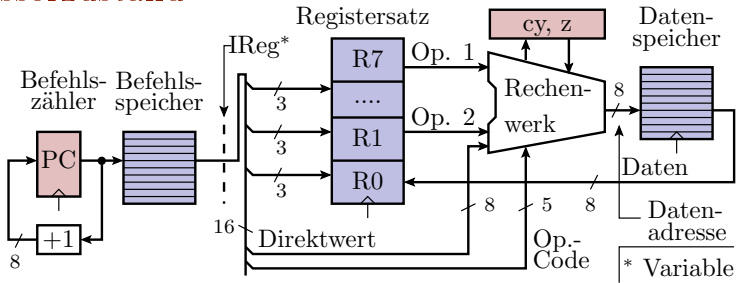 Registersatz
cy, z
Daten-
speicher
IReg*
R7
Op. 1
Befehls-
zähler
Befehls-
speicher
3
....
Rechen-
werk
8
3
R1
Op. 2
PC
3
R0
Daten
16
8
5
8
+1
8
Direktwert
Op.-
Code
Daten-
adresse
* Variable